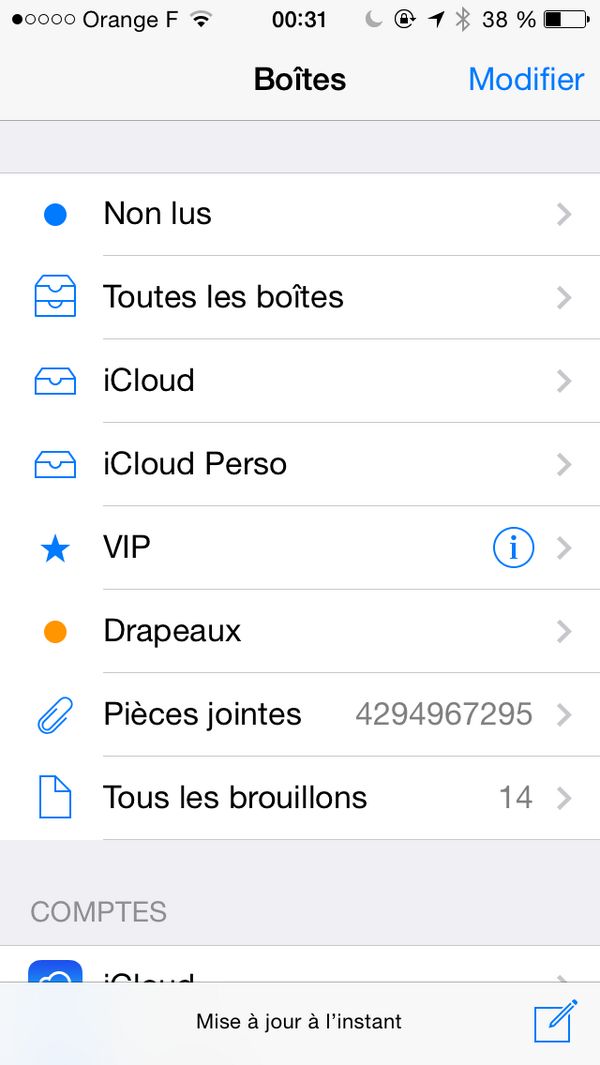 Orange F 00:31 38 %
Boîtes Modifier
Non lus
Toutes les boîtes
iCloud
iCloud Perso
VIP
Drapeaux
Pièces jointes 4294967295
Tous les brouillons 14
COMPTES
iCloud
Mise à jour à l’instant